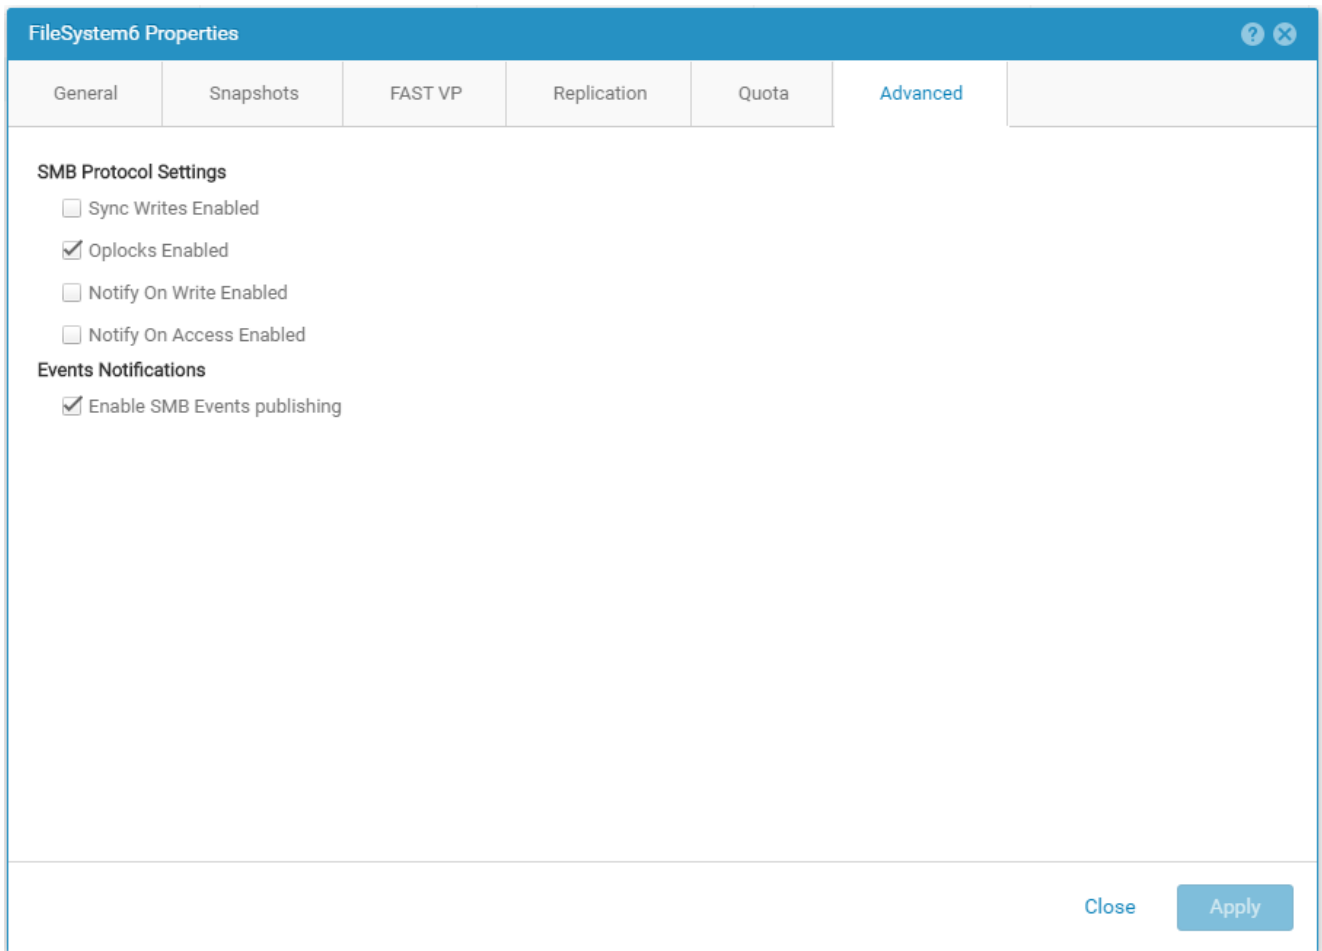 FileSystem6 Properties
General
Snapshots
FAST VP
Replication
Quota
Advanced
SMB Protocol Settings
Sync Writes Enabled
Oplocks Enabled
Notify On Write Enabled
Notify On Access Enabled
Events Notifications
Enable SMB Events publishing
Close
Apply